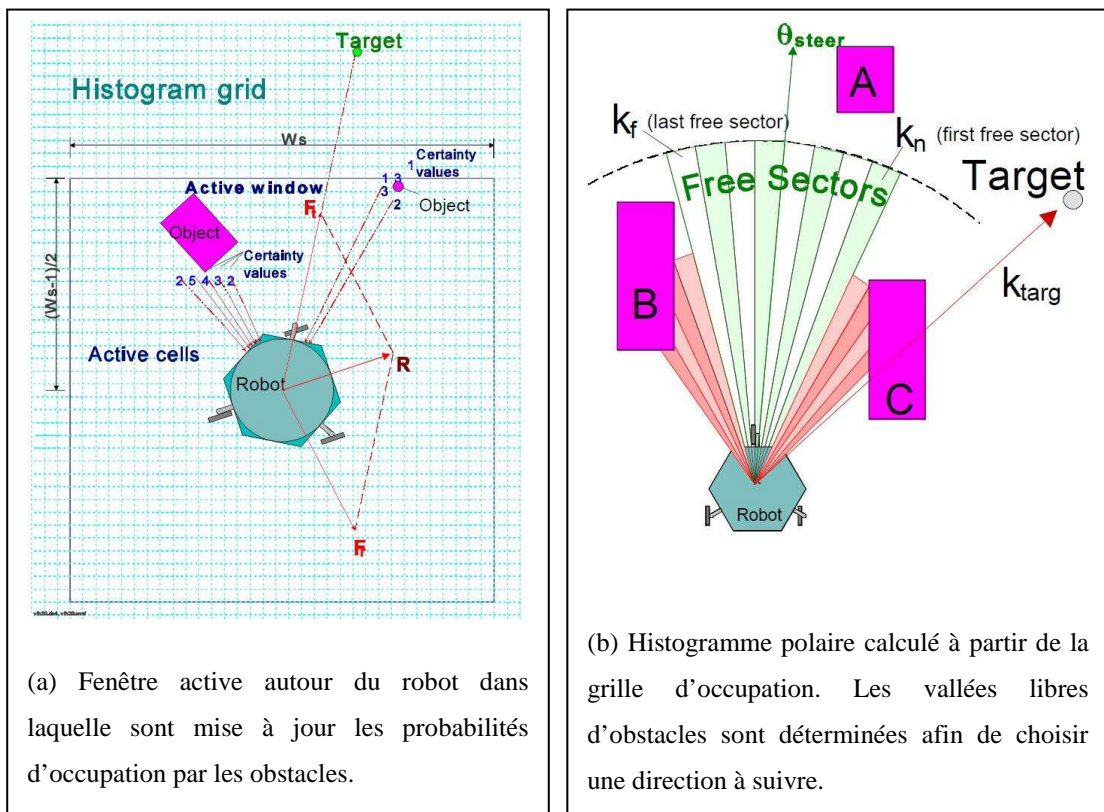 Target
Histogram grid
Ws
Active window
1 Certainty
1 3 values
3
2 Object
Ft
Object
Certainty
values
2 5 4 3 2
(Ws-1)/2
Active cells
R
Robot
(a) Fenêtre active autour du robot dans
laquelle sont mise à jour les probabilités
d'occupation par les obstacles.
θsteer
A
kf (last free sector)
kn (first free sector)
Target
Free Sectors
B
ktarg
C
Robot
(b) Histogramme polaire calculé à partir de la
grille d'occupation. Les vallées libres
d'obstacles sont déterminées afin de choisir
une direction à suivre.